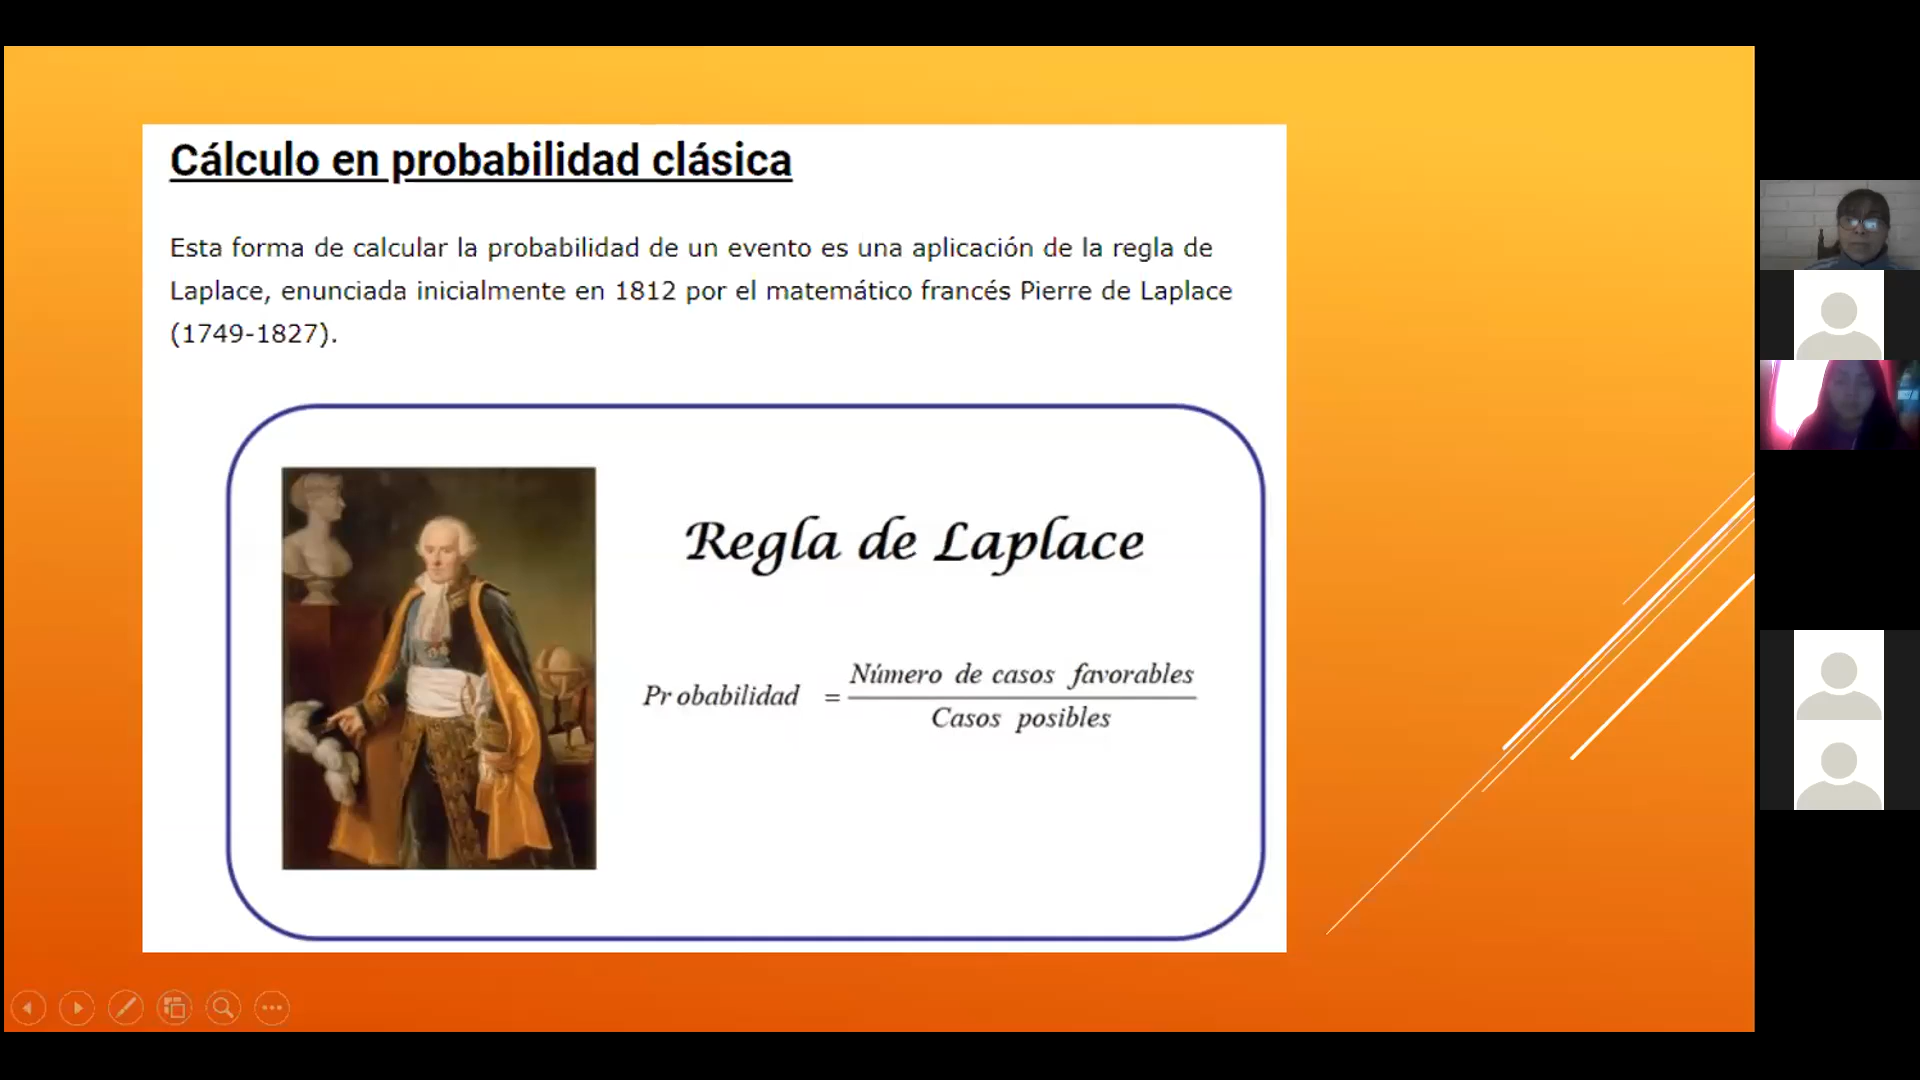 Cálculo en probabilidad clásica
Esta forma de calcular la probabilidad de un evento es una aplicación de la regla de
Laplace, enunciada inicialmente en 1812 por el matemático francés Pierre de Laplace
(1749-1827).
Regla de Laplace
Pr obabilidad = Número de casos favorables
Casos posibles